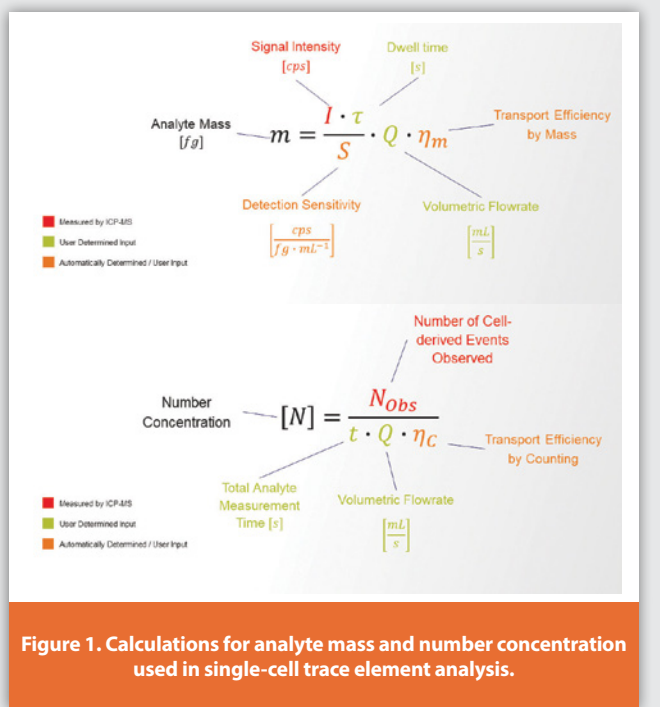 Signal Intensity
[cps]
Dwell time
[s]
Analyte Mass
[fg]
m = I · τ / S · Q · ηm
Transport Efficiency
by Mass
Detection Sensitivity
[cps / fg · mL⁻¹]
Volumetric Flowrate
[mL / s]
Measured by ICP-MS
User Determined Input
Automatically Determined / User Input
Number of Cell-
derived Events
Observed
Number
Concentration
[N] = NObs / t · Q · ηC
Transport Efficiency
by Counting
Total Analyte
Measurement
Time [s]
Volumetric Flowrate
[mL / s]
Measured by ICP-MS
User Determined Input
Automatically Determined / User Input
Figure 1. Calculations for analyte mass and number concentration
used in single-cell trace element analysis.